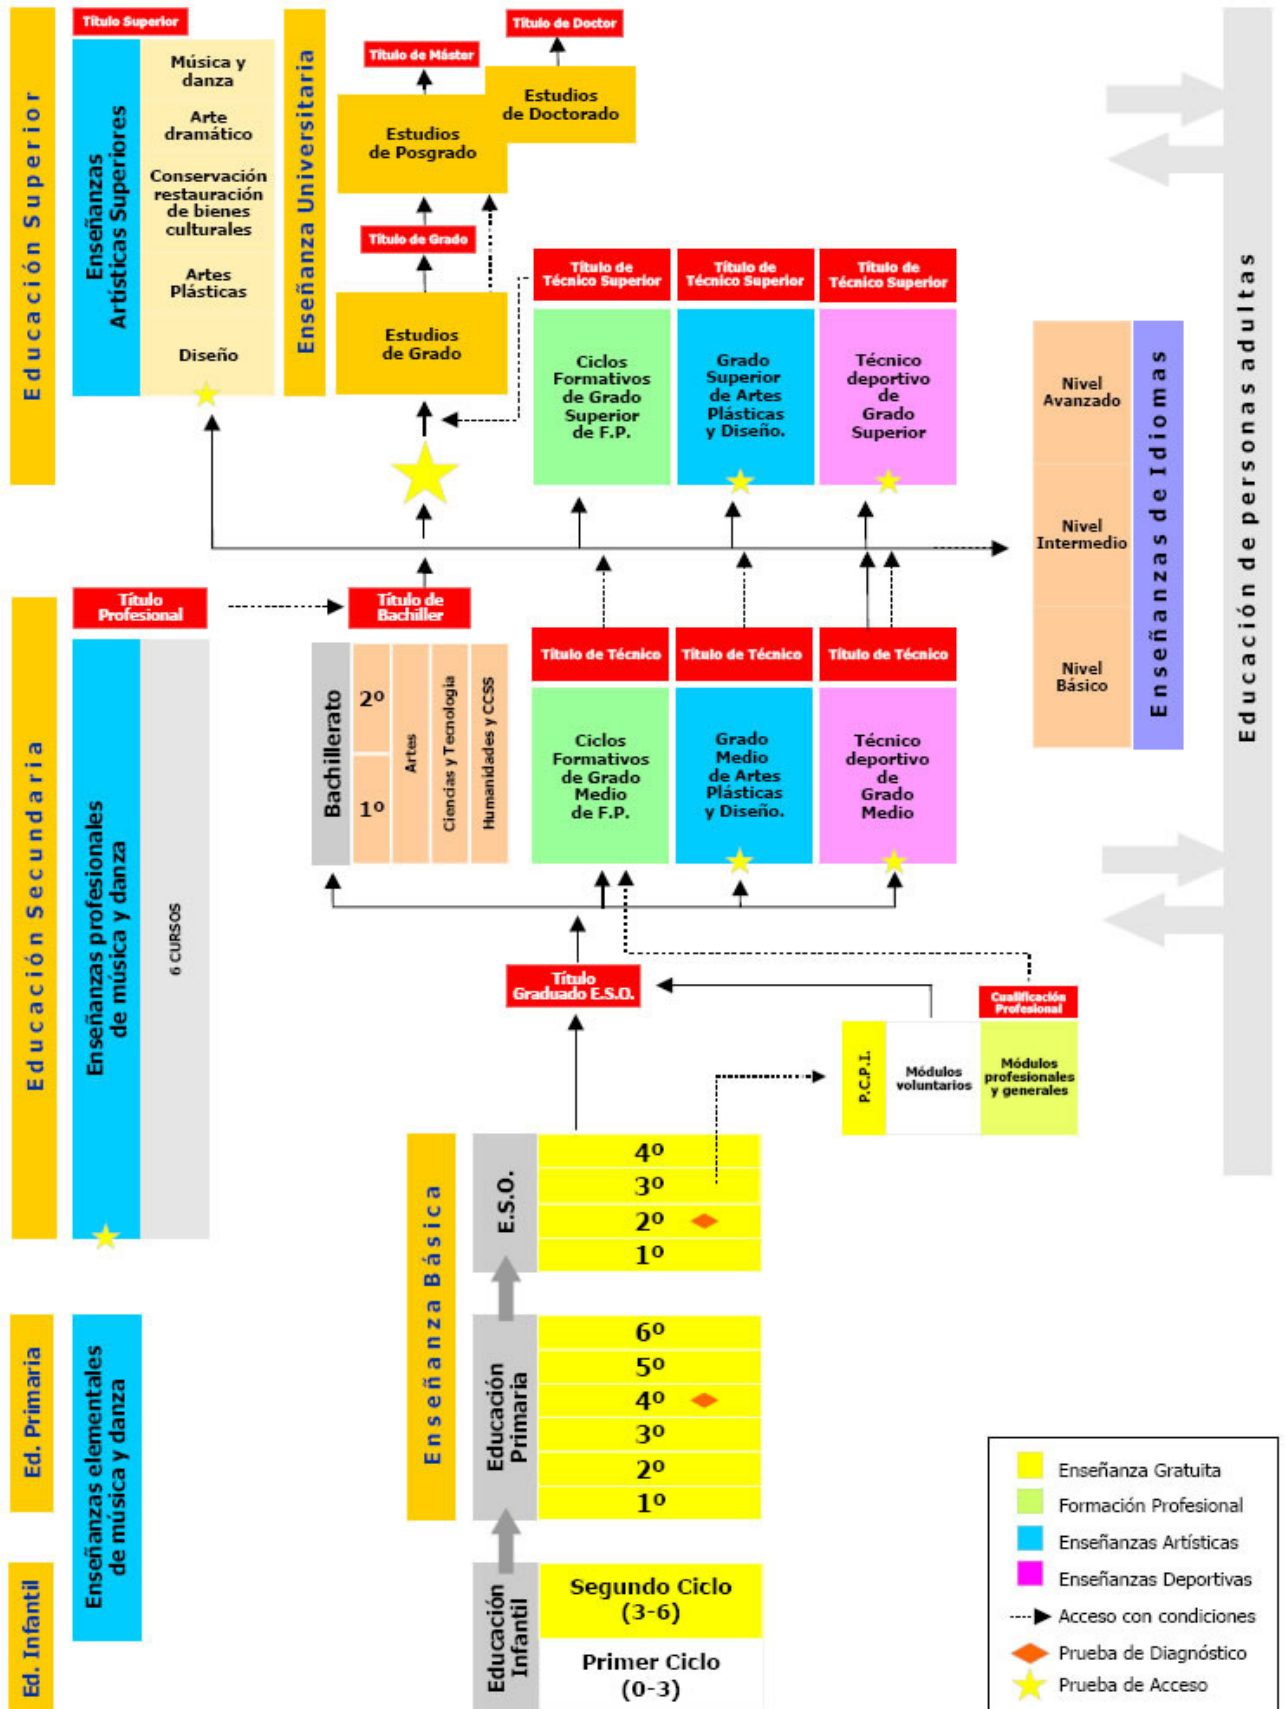 Título Superior
Educación Superior
Enseñanzas
Artísticas Superiores
Música y
danza
Arte
dramático
Conservación
restauración
de bienes
culturales
Artes
Plásticas
Diseño
Enseñanza Universitaria
Título de Máster
Título de Doctor
Estudios
de Posgrado
Estudios
de Doctorado
Título de Grado
Estudios
de Grado
Título de
Técnico Superior
Título de
Técnico Superior
Título de
Técnico Superior
Ciclos
Formativos
de Grado
Superior
de F.P.
Grado
Superior
de Artes
Plásticas
y Diseño.
Técnico
deportivo
de
Grado
Superior
Nivel
Avanzado
Nivel
Intermedio
Nivel
Básico
Enseñanzas de Idiomas
Educación de personas adultas
Educación Secundaria
Título
Profesional
Enseñanzas profesionales
de música y danza
6 CURSOS
Título de
Bachiller
Bachillerato
2º
1º
Artes
Ciencias y Tecnología
Humanidades y CCSS
Título de Técnico
Título de Técnico
Título de Técnico
Ciclos
Formativos
de Grado
Medio
de F.P.
Grado
Medio
de Artes
Plásticas
y Diseño.
Técnico
deportivo
de
Grado
Medio
Título
Graduado E.S.O.
Cualificación
Profesional
P.C.P.I.
Módulos
voluntarios
Módulos
profesionales
y generales
Enseñanza Básica
E.S.O.
4º
3º
2º
1º
Ed. Primaria
Enseñanzas elementales
de música y danza
Educación
Primaria
6º
5º
4º
3º
2º
1º
Ed. Infantil
Educación
Infantil
Segundo Ciclo
(3-6)
Primer Ciclo
(0-3)
Enseñanza Gratuita
Formación Profesional
Enseñanzas Artísticas
Enseñanzas Deportivas
Acceso con condiciones
Prueba de Diagnóstico
Prueba de Acceso